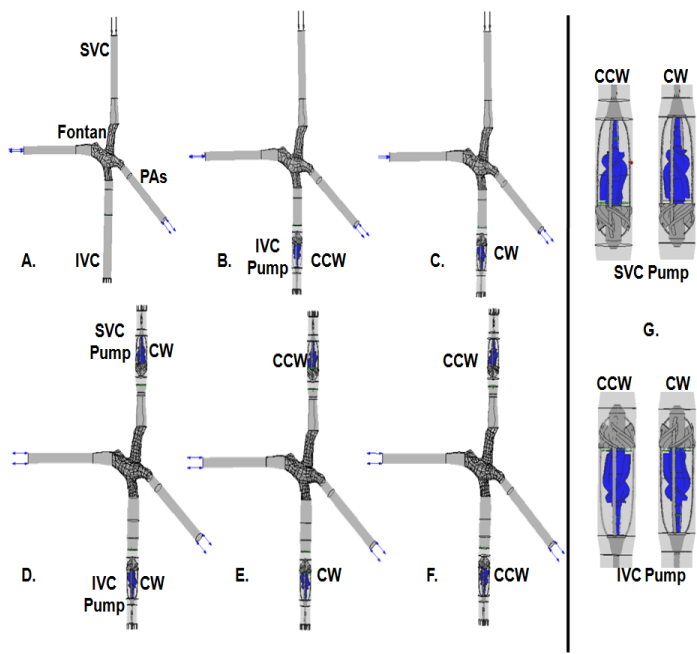 SVC
Fontan
PAs
A.
IVC
B.
IVC
Pump
CCW
C.
CW
SVC
Pump
CW
CCW
CCW
D.
IVC
Pump
CW
E.
CW
F.
CCW
CCW
CW
SVC Pump
G.
CCW
CW
IVC Pump